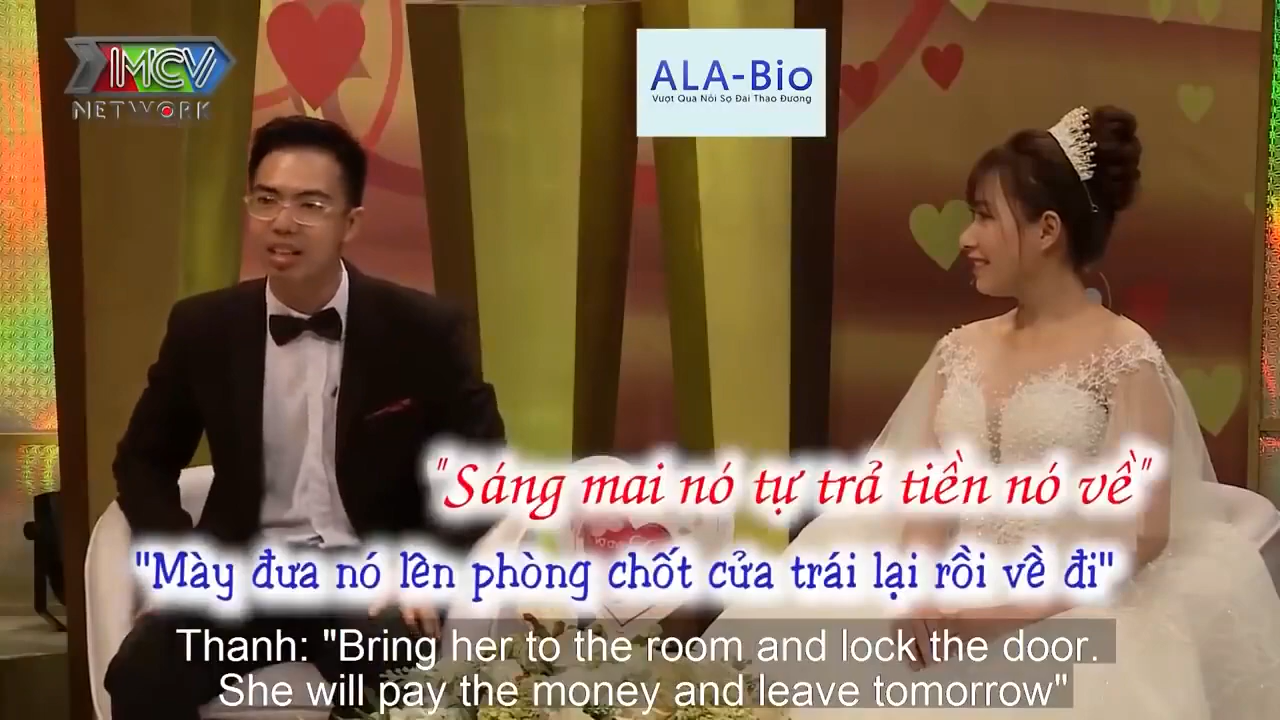 MCV
NETWORK
ALA-Bio
Vượt Qua Nỗi Sợ Đái Tháo Đường
"Sáng mai nó tự trả tiền nó về"
"Mày đưa nó lên phòng chốt cửa trái lại rồi về đi"
Thanh: "Bring her to the room and lock the door.
She will pay the money and leave tomorrow"